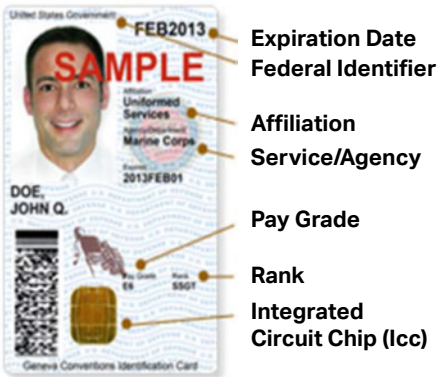 United States Government
FEB2013
SAMPLE
Affiliation
Uniformed
Services
Agency/Department
Marine Corps
Expires
2013FEB01
DOE,
JOHN Q.
Pay Grade
E6
Rank
SSGT
Geneva Conventions Identification Card
Expiration Date
Federal Identifier
Affiliation
Service/Agency
Pay Grade
Rank
Integrated
Circuit Chip (Icc)